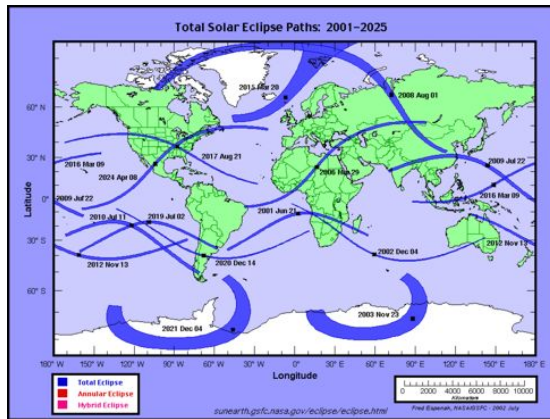 Total Solar Eclipse Paths: 2001-2025
2015 Mar 20
2008 Aug 01
60° N
2016 Mar 09
2017 Aug 21
2009 Jul 22
30° N
2024 Apr 08
2006 Mar 29
2016 Mar 09
0°
2009 Jul 22
2010 Jul 11
2019 Jul 02
2001 Jun 21
2012 Nov 13
30° S
2012 Nov 13
2020 Dec 14
2002 Dec 04
60° S
2021 Dec 04
2003 Nov 23
Latitude
180° W
150° W
120° W
90° W
60° W
30° W
0°
30° E
60° E
90° E
120° E
150° E
180° E
Longitude
Total Eclipse
Annular Eclipse
Hybrid Eclipse
0 2000 4000 6000 8000 10000
Kilometers
sunearth.gsfc.nasa.gov/eclipse/eclipse.html
Fred Espenak, NASA/GSFC - 2002 July